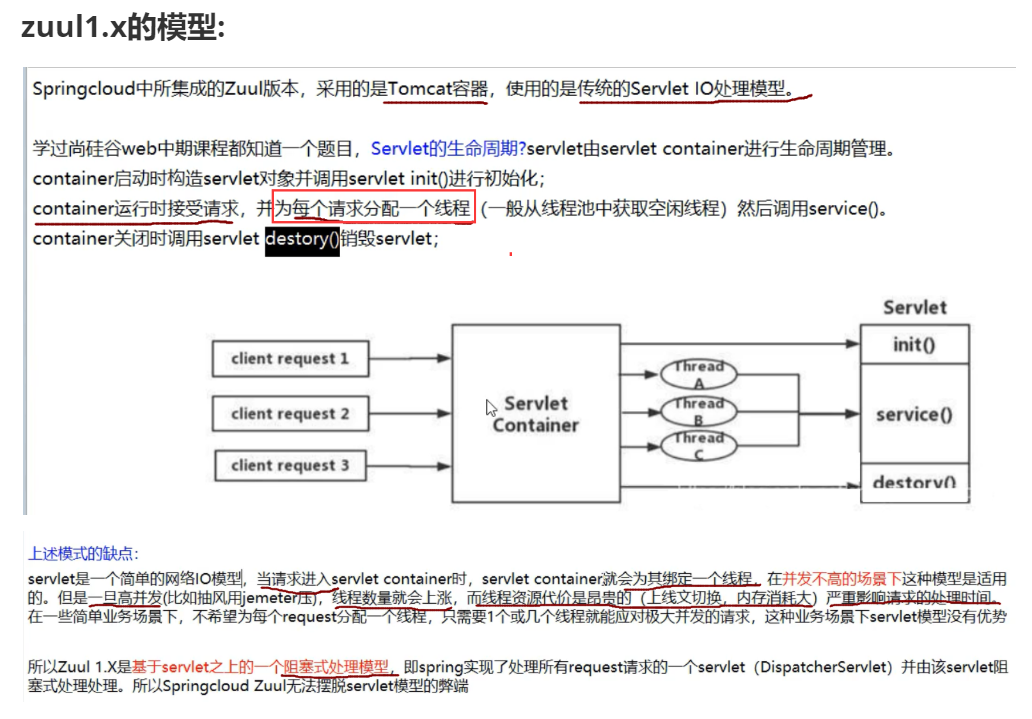 zuul1.x的模型:
Springcloud中所集成的Zuul版本，采用的是Tomcat容器，使用的是传统的Servlet IO处理模型。
学过尚硅谷web中期课程都知道一个题目，Servlet的生命周期?servlet由servlet container进行生命周期管理。
container启动时构造servlet对象并调用servlet init()进行初始化；
container运行时接受请求，并为每个请求分配一个线程（一般从线程池中获取空闲线程）然后调用service()。
container关闭时调用servlet destory()销毁servlet；
Servlet
init()
client request 1
Thread
A
Thread
B
Thread
C
client request 2
Servlet
Container
service()
client request 3
destory()
上述模式的缺点：
servlet是一个简单的网络IO模型，当请求进入servlet container时，servlet container就会为其绑定一个线程，在并发不高的场景下这种模型是适用
的。但是一旦高并发(比如抽风用jemeter压)，线程数量就会上涨，而线程资源代价是昂贵的（上线文切换，内存消耗大）严重影响请求的处理时间。
在一些简单业务场景下，不希望为每个request分配一个线程，只需要1个或几个线程就能应对极大并发的请求，这种业务场景下servlet模型没有优势
所以Zuul 1.X是基于servlet之上的一个阻塞式处理模型，即spring实现了处理所有request请求的一个servlet（DispatcherServlet）并由该servlet阻
塞式处理处理。所以Springcloud Zuul无法摆脱servlet模型的弊端